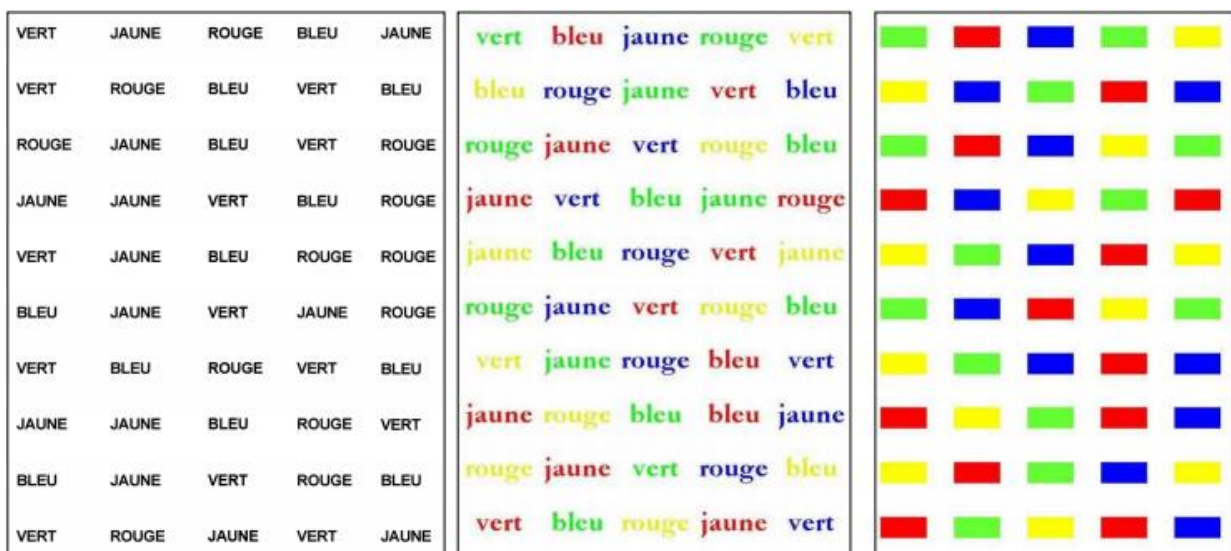 VERT JAUNE ROUGE BLEU JAUNE
VERT ROUGE BLEU VERT BLEU
ROUGE JAUNE BLEU VERT ROUGE
JAUNE JAUNE VERT BLEU ROUGE
VERT JAUNE BLEU ROUGE ROUGE
BLEU JAUNE VERT JAUNE ROUGE
VERT BLEU ROUGE VERT BLEU
JAUNE JAUNE BLEU ROUGE VERT
BLEU JAUNE VERT ROUGE BLEU
VERT ROUGE JAUNE VERT JAUNE
vert bleu jaune rouge vert
bleu rouge jaune vert bleu
rouge jaune vert rouge bleu
jaune vert bleu jaune rouge
jaune bleu rouge vert jaune
rouge jaune vert rouge bleu
vert jaune rouge bleu vert
jaune rouge bleu bleu jaune
rouge jaune vert rouge bleu
vert bleu rouge jaune vert